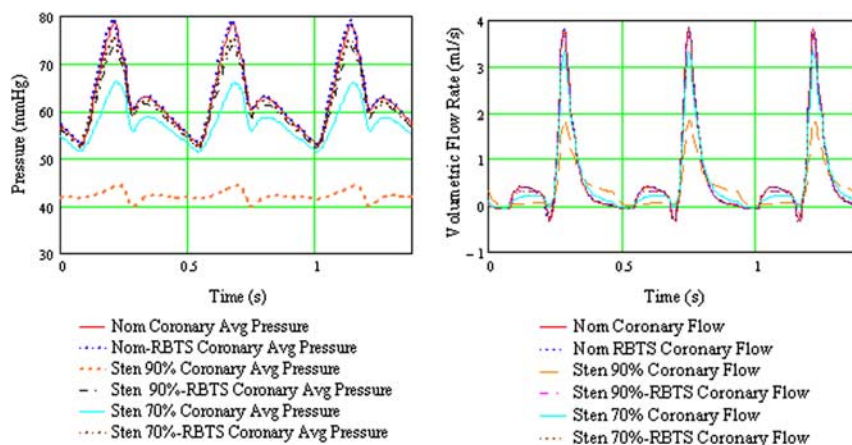 80
70
60
50
40
30
Pressure (mmHg)
0
0.5
1
Time (s)
Nom Coronary Avg Pressure
Nom-RBTS Coronary Avg Pressure
Sten 90% Coronary Avg Pressure
Sten 90%-RBTS Coronary Avg Pressure
Sten 70% Coronary Avg Pressure
Sten 70%-RBTS Coronary Avg Pressure
4
3
2
1
0
– 1
Volumetric Flow Rate (ml/s)
0
0.5
1
Time (s)
Nom Coronary Flow
Nom RBTS Coronary Flow
Sten 90% Coronary Flow
Sten 90%-RBTS Coronary Flow
Sten 70% Coronary Flow
Sten 70%-RBTS Coronary Flow